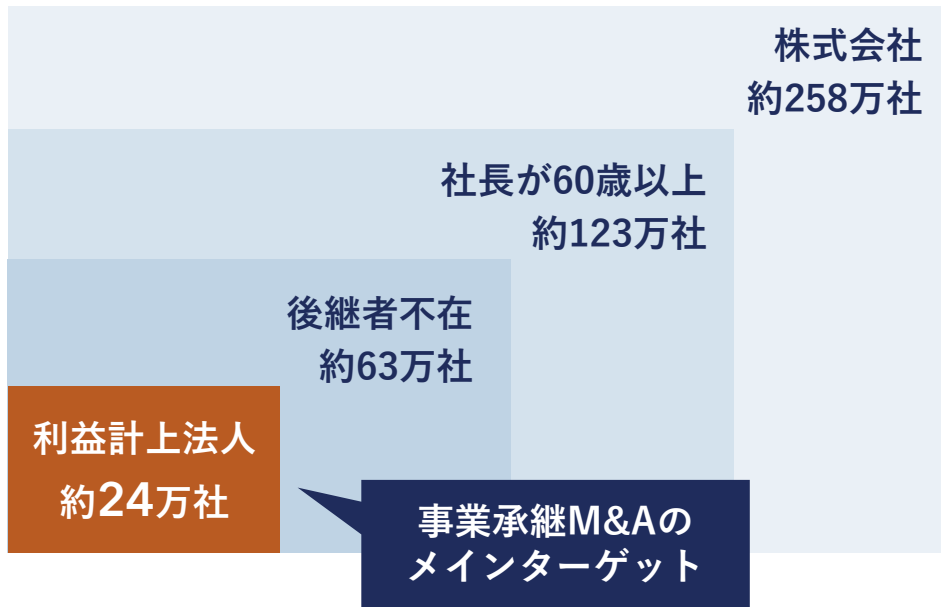 株式会社
約258万社
社長が60歳以上
約123万社
後継者不在
約63万社
利益計上法人
約24万社
事業承継M&Aの
メインターゲット